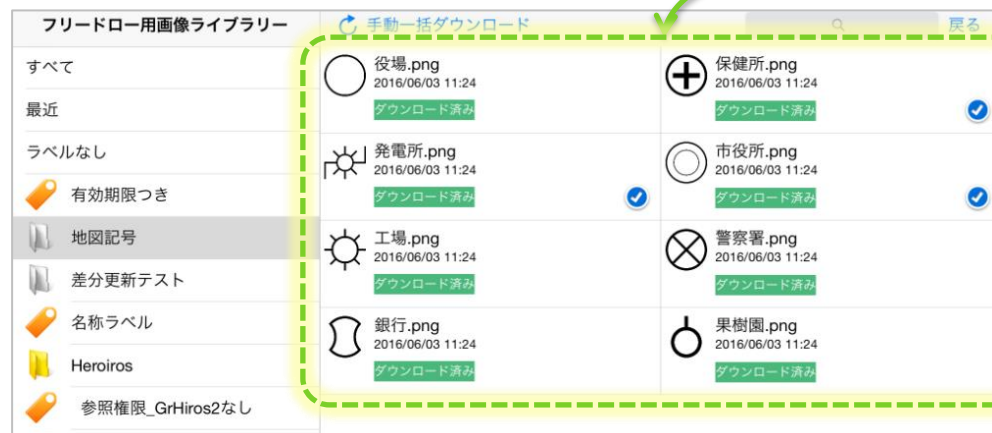 フリードロー用画像ライブラリー
手動一括ダウンロード
戻る
すべて
最近
ラベルなし
有効期限つき
地図記号
差分更新テスト
名称ラベル
Heroiros
参照権限_GrHiros2なし
役場.png
2016/06/03 11:24
ダウンロード済み
保健所.png
2016/06/03 11:24
ダウンロード済み
発電所.png
2016/06/03 11:24
ダウンロード済み
市役所.png
2016/06/03 11:24
ダウンロード済み
工場.png
2016/06/03 11:24
ダウンロード済み
警察署.png
2016/06/03 11:24
ダウンロード済み
銀行.png
2016/06/03 11:24
ダウンロード済み
果樹園.png
2016/06/03 11:24
ダウンロード済み